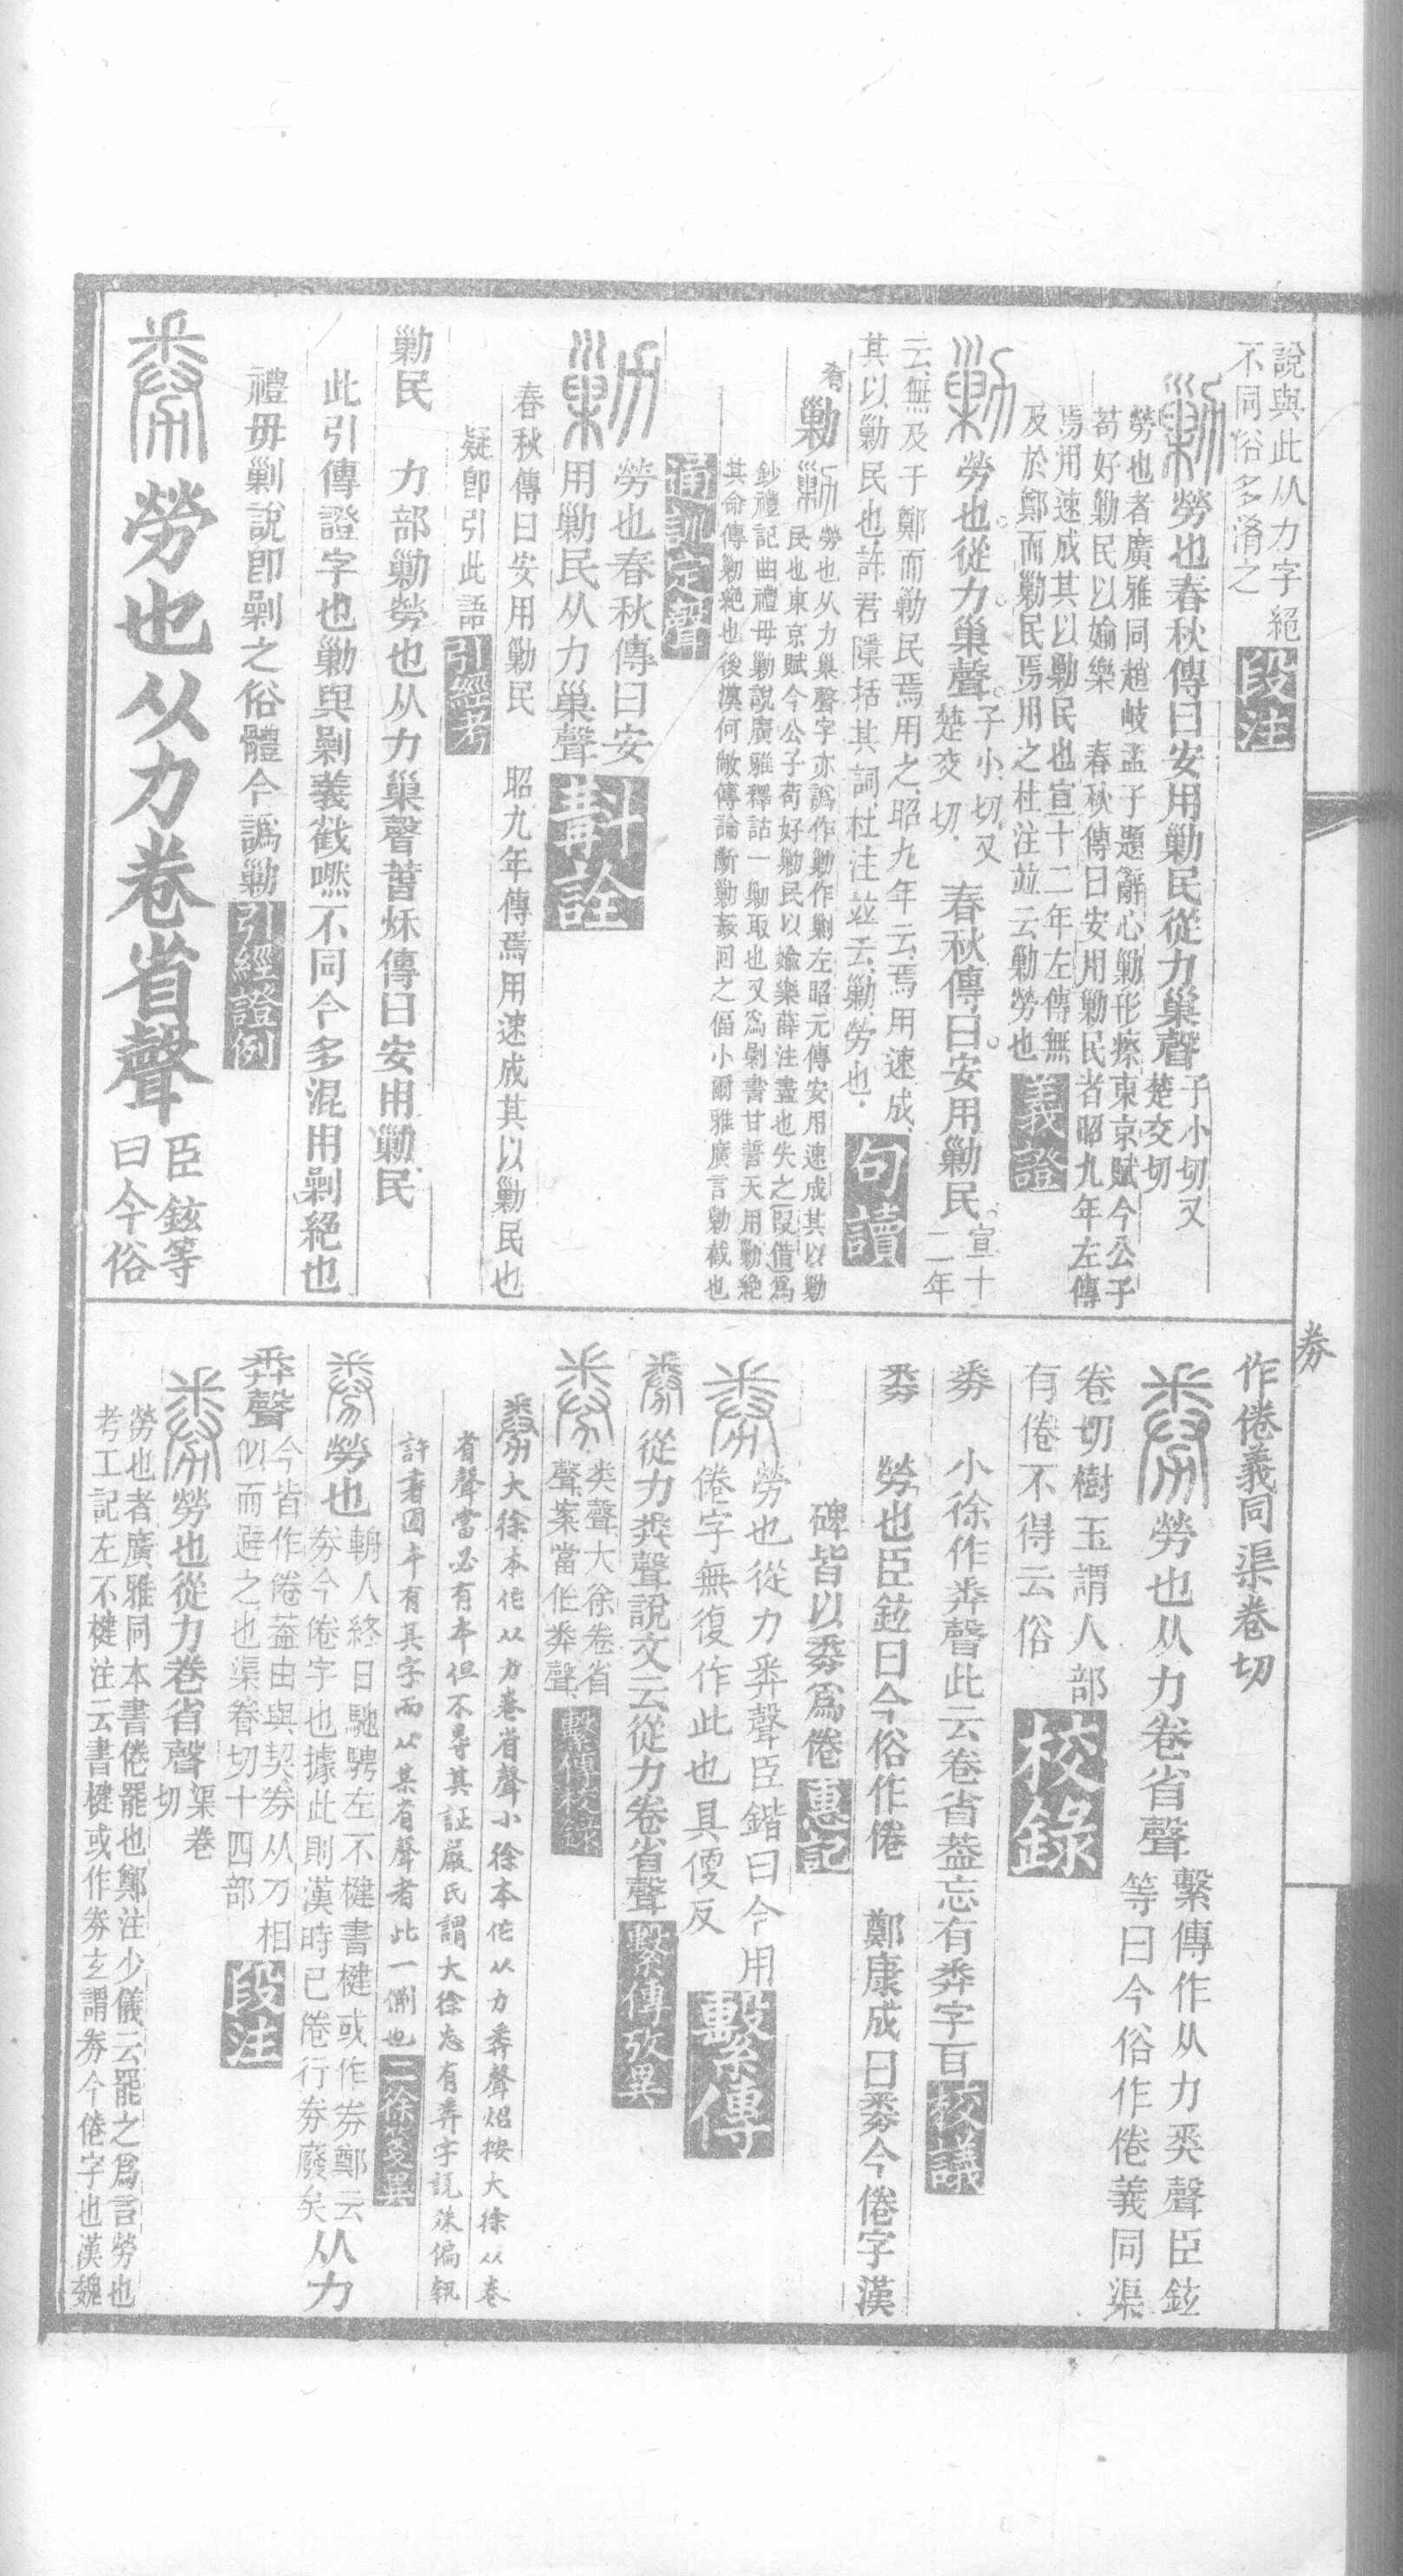 說與此从力字絕
不同俗多淆之
段注
勞也春秋傳曰安用勦民從力巢聲
子小切又
楚交切
勞也者廣雅同趙岐孟子題辭心勦形瘵東京賦今公子
苟好勦民以媮樂 春秋傳曰安用勦民者昭九年左傳
焉用速成其以勦民也宣十二年左傳無
及於鄭而勦民焉用之杜注並云勦勞也
義證
勞也從力巢聲
子小切又
楚交切
春秋傳曰安用勦民
宣十
二年
云無及于鄭而勦民焉用之昭九年云焉用速成
其以勦民也許君檃括其詞杜注並云勦勞也
句讀
勦
勞也从力巢聲字亦譌作勦作剿左昭元傳安用速成其以勦
民也東京賦今公子苟好勦民以媮樂薛注盡也失之叚借爲
鈔禮記曲禮毋勦說廣雅釋詁一勦取也又爲剿書甘誓天用勦絕
其命傳勦絕也後漢何敞傳論斷勦姦回之偪小爾雅廣言勦截也
通訓定聲
勞也春秋傳曰安
用勦民从力巢聲
斠詮
春秋傳曰安用勦民 昭九年傳焉用速成其以勦民也
疑卽引此語
引經考
勦民 力部勦勞也从力巢聲萅秌傳曰安用勦民
此引傳證字也勦與剿義截嘫不同今多混用剿絕也
禮毋剿說卽剿之俗體今譌勦
引經證例
勞也从力卷省聲
臣鉉等
曰今俗
券
作倦義同渠卷切
勞也从力卷省聲
繫傳作从力𢍏聲臣鉉
等曰今俗作倦義同渠
卷切樹玉謂人部
有倦不得云俗
校錄
券 小徐作𢍏聲此云卷省葢忘有𢍏字
校議
券 勞也臣鉉曰今俗作倦 鄭康成曰券今倦字漢
碑皆以券爲倦
惠記
勞也從力𢍏聲臣鍇曰今用
倦字無復作此也具便反
繫傳
從力𢍏聲說文云從力卷省聲
繫傳攷異
𢍏聲大徐卷省
聲案當作𢍏聲
繫傳校錄
大徐本作从力卷省聲小徐本作从力𢍏聲炤按大徐从卷
省聲當必有本但不㝵其証嚴氏謂大徐忘有𢍏字說殊偏執
許書固本有其字而从某省聲者此一例也
二徐箋異
勞也
輈人終日馳騁左不楗書楗或作券鄭云
券今倦字也據此則漢時已倦行券廢矣
从力
𢍏聲
今皆作倦葢由與契券从刀相
似而避之也渠眷切十四部
段注
勞也從力卷省聲
渠卷
切
勞也者廣雅同本書倦罷也鄭注少儀云罷之爲言勞也
考工記左不楗注云書楗或作券玄謂券今倦字也漢魏